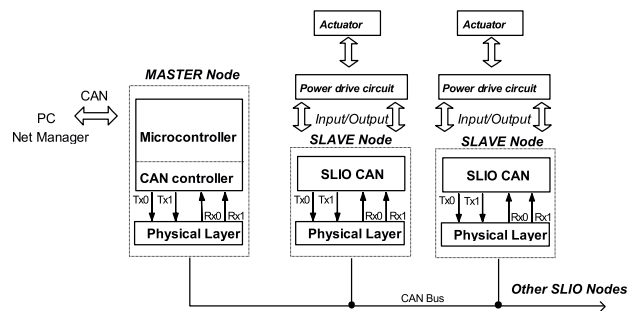 Actuator
Actuator
MASTER Node
CAN
Power drive circuit
Power drive circuit
PC
Net Manager
Input/Output
Input/Output
Microcontroller
SLAVE Node
SLAVE Node
CAN controller
SLIO CAN
SLIO CAN
Tx0 Tx1 Rx0 Rx1
Tx0 Tx1 Rx0 Rx1
Tx0 Tx1 Rx0 Rx1
Physical Layer
Physical Layer
Physical Layer
CAN Bus
Other SLIO Nodes